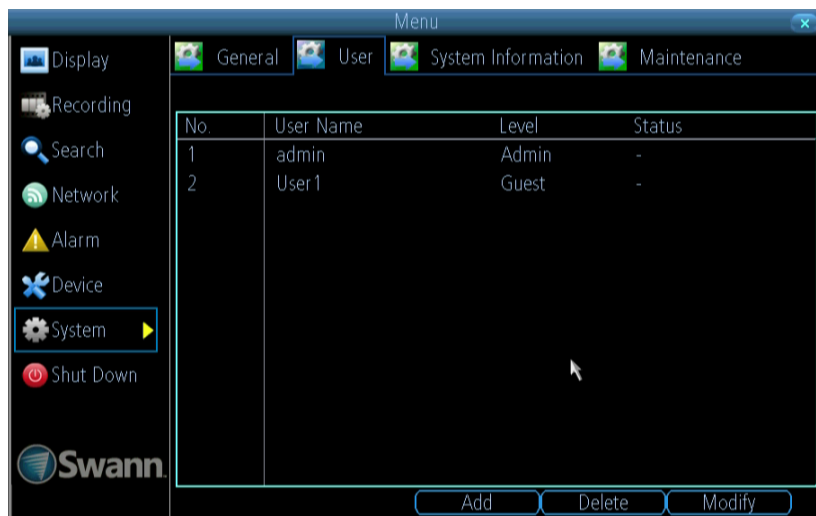 Menu
Display
Recording
Search
Network
Alarm
Device
System
Shut Down
Swann.
General User System Information Maintenance
No. User Name Level Status
1 admin Admin -
2 User1 Guest -
Add Delete Modify